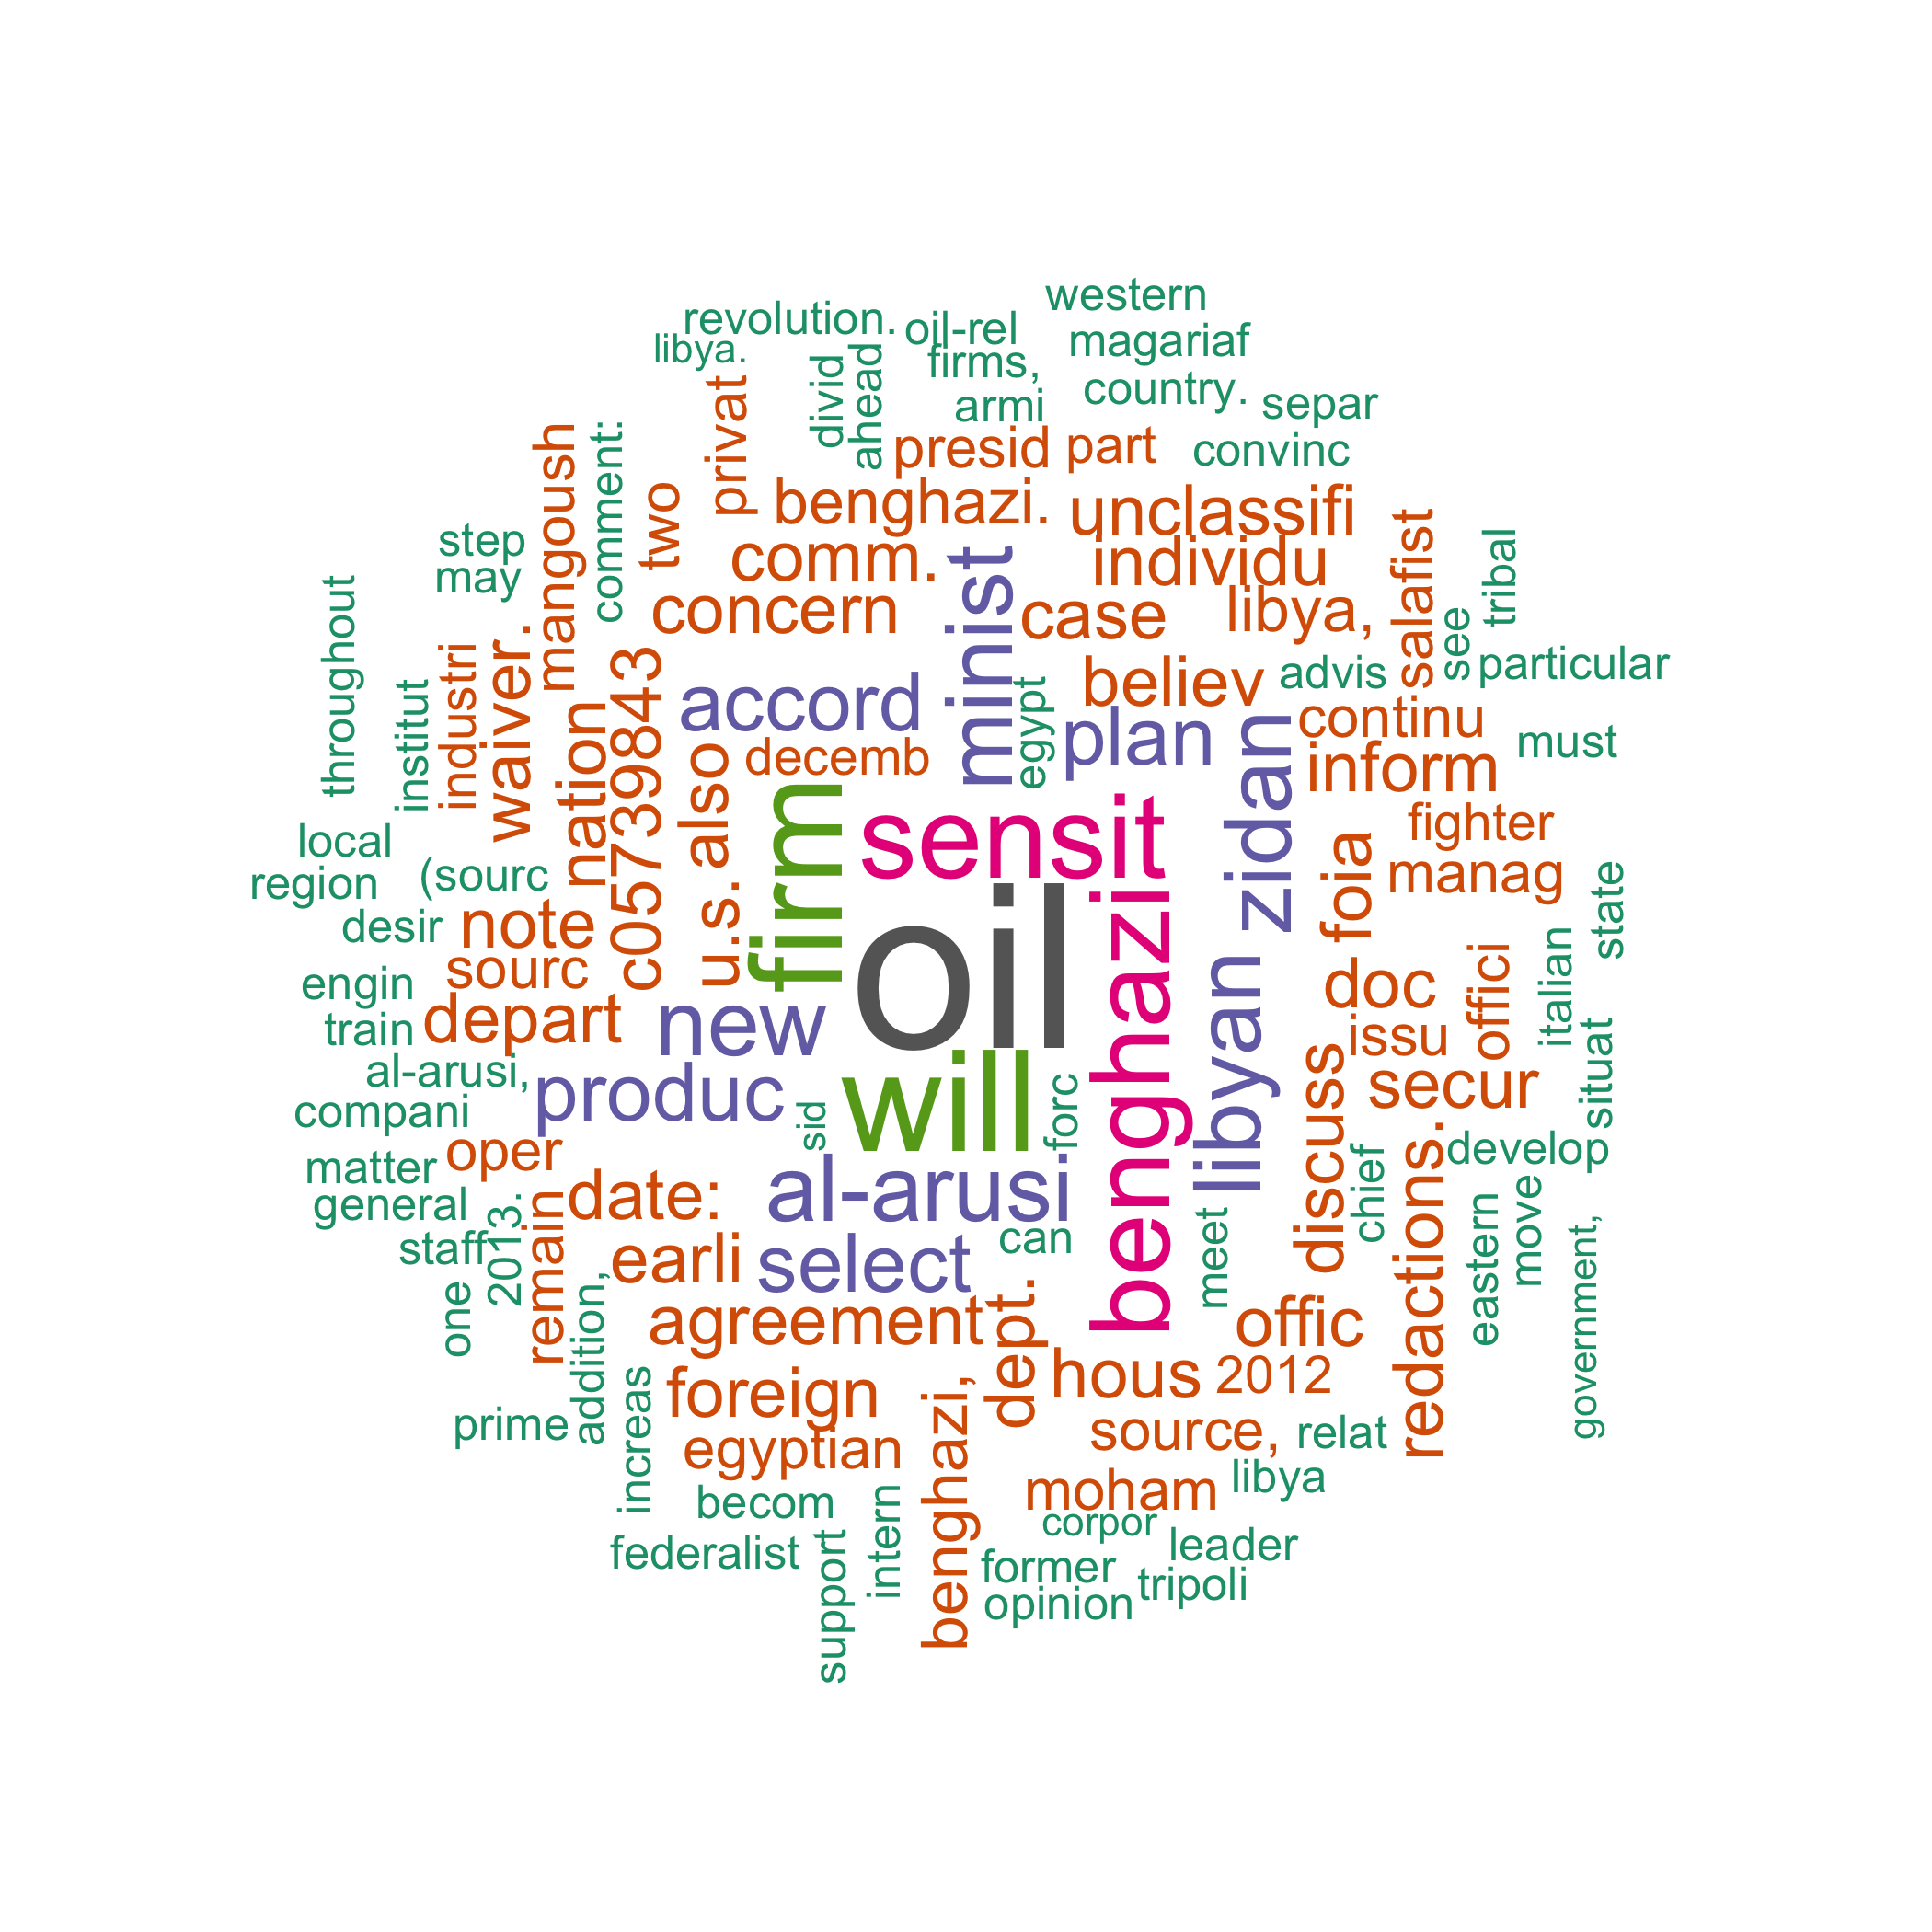 western
revolution.
oil-rel
magariaf
libya.
firms,
divid
ahead
country.
armi
separ
privat
presid
part
convinc
mangoush
comment:
two
benghazi.
unclassifi
step
comm.
individu
salafist
tribal
may
minist
concern
case
libya,
see
throughout
waiver.
institut
industri
nation
c05739843
accord
egypt
believ
advis
particular
plan
zidan
continu
also
decemb
must
inform
firm
sensit
fighter
local
foia
region
(sourc
manag
state
desir
note
u.s.
oil
benghazi
libyan
sourc
engin
doc
offici
italian
depart
train
new
issu
al-arusi,
produc
will
discuss
secur
situat
compani
sid
forc
oper
redactions.
develop
matter
general
date:
al-arusi
chief
staff
2013.
remain
can
meet
eastern
move
government,
earli
select
one
addition,
agreement
dept.
offic
increas
foreign
benghazi,
hous
2012
prime
egyptian
source,
relat
becom
moham
libya
intern
corpor
federalist
support
former
leader
opinion
tripoli